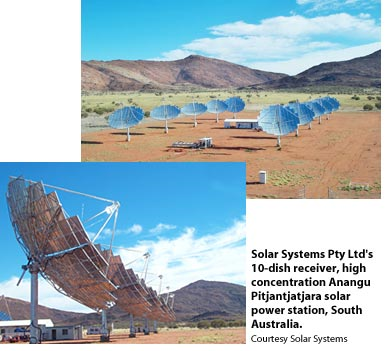 Solar Systems Pty Ltd's
10-dish receiver, high
concentration Anangu
Pitjantjatjara solar
power station, South
Australia.
Courtesy Solar Systems